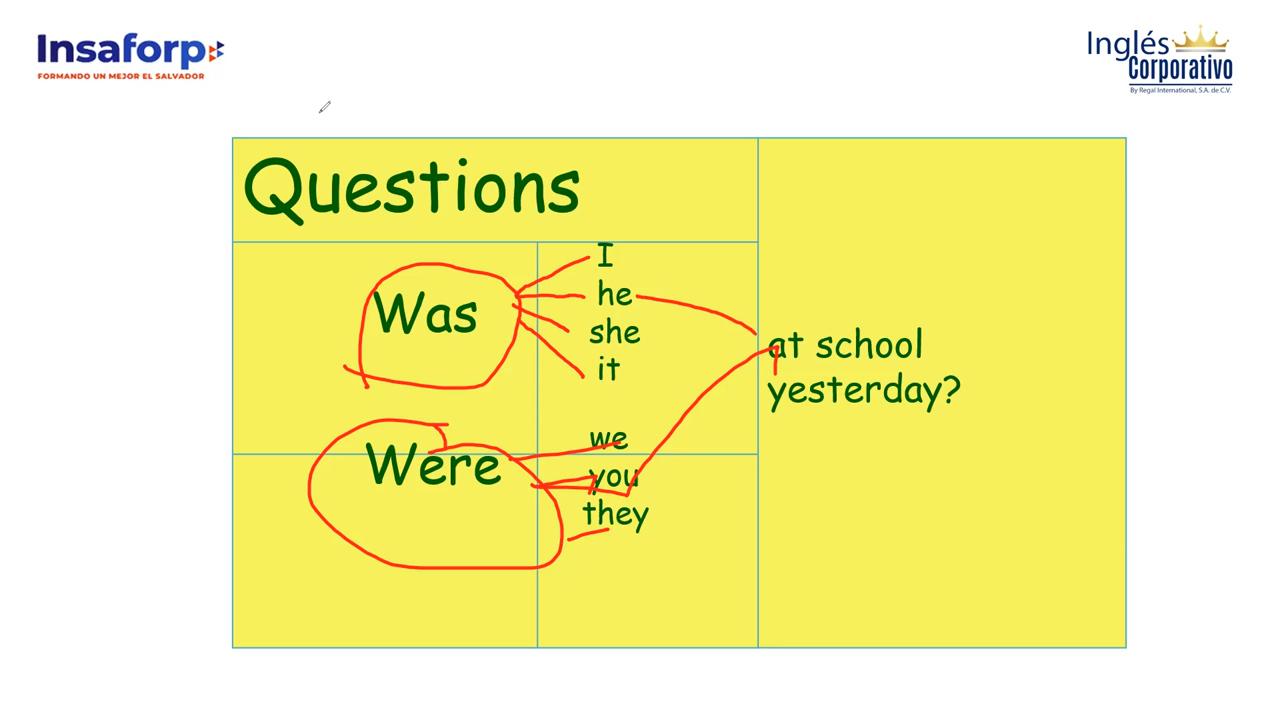 Insaforp
FORMANDO UN MEJOR EL SALVADOR
Inglés
Corporativo
By Regal International, S.A. de C.V.
Questions
Was
I
he
she
it
Were
we
you
they
at school
yesterday?